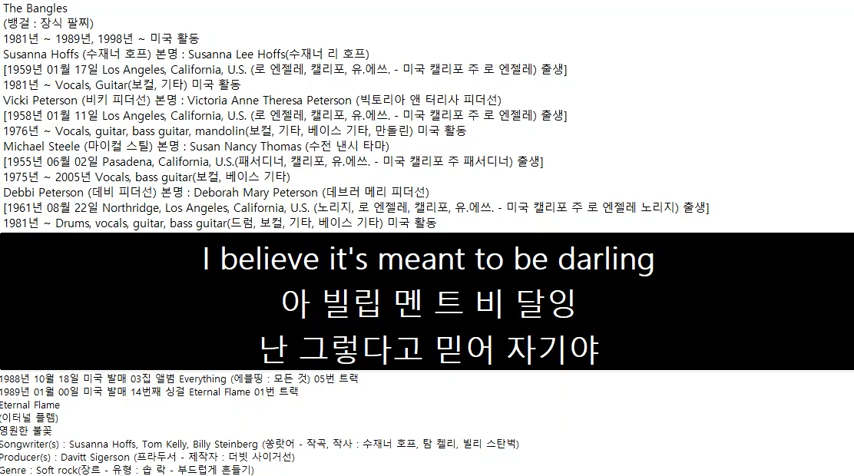 The Bangles
(뱅걸 : 장식 팔찌)
1981년 ~ 1989년, 1998년 ~ 미국 활동
Susanna Hoffs (수재너 호프) 본명 : Susanna Lee Hoffs(수재너 리 호프)
[1959년 01월 17일 Los Angeles, California, U.S. (로 엔젤레, 캘리포, 유.에쓰. - 미국 캘리포 주 로 엔젤레) 출생]
1981년 ~ Vocals, Guitar(보컬, 기타) 미국 활동
Vicki Peterson (비키 피더선) 본명 : Victoria Anne Theresa Peterson (빅토리아 앤 터리사 피더선)
[1958년 01월 11일 Los Angeles, California, U.S. (로 엔젤레, 캘리포, 유.에쓰. - 미국 캘리포 주 로 엔젤레) 출생]
1976년 ~ Vocals, guitar, bass guitar, mandolin(보컬, 기타, 베이스 기타, 만돌린) 미국 활동
Michael Steele (마이컬 스틸) 본명 : Susan Nancy Thomas (수전 낸시 타마)
[1955년 06월 02일 Pasadena, California, U.S.(패서디너, 캘리포, 유.에쓰. - 미국 캘리포 주 패서디너) 출생]
1975년 ~ 2005년 Vocals, bass guitar(보컬, 베이스 기타)
Debbi Peterson (데비 피더선) 본명 : Deborah Mary Peterson (데브러 메리 피더선)
[1961년 08월 22일 Northridge, Los Angeles, California, U.S. (노리지, 로 엔젤레, 캘리포, 유.에쓰. - 미국 캘리포 주 로 엔젤레 노리지) 출생]
1981년 ~ Drums, vocals, guitar, bass guitar(드럼, 보컬, 기타, 베이스 기타) 미국 활동
I believe it's meant to be darling
아 빌립 멘 트 비 달잉
난 그렇다고 믿어 자기야
1988년 10월 18일 미국 발매 03집 앨범 Everything (에블띵 : 모든 것) 05번 트랙
1989년 01월 00일 미국 발매 14번째 싱걸 Eternal Flame 01번 트랙
Eternal Flame
(이터널 플렘)
영원한 불꽃
Songwriter(s) : Susanna Hoffs, Tom Kelly, Billy Steinberg (쏭랏어 - 작곡, 작사 : 수재너 호프, 탐 켈리, 빌리 스탄벅)
Producer(s) : Davitt Sigerson (프라두서 - 제작자 : 더빗 사이거선)
Genre : Soft rock(장르 - 유형 : 솝 락 - 부드럽게 흔들기)